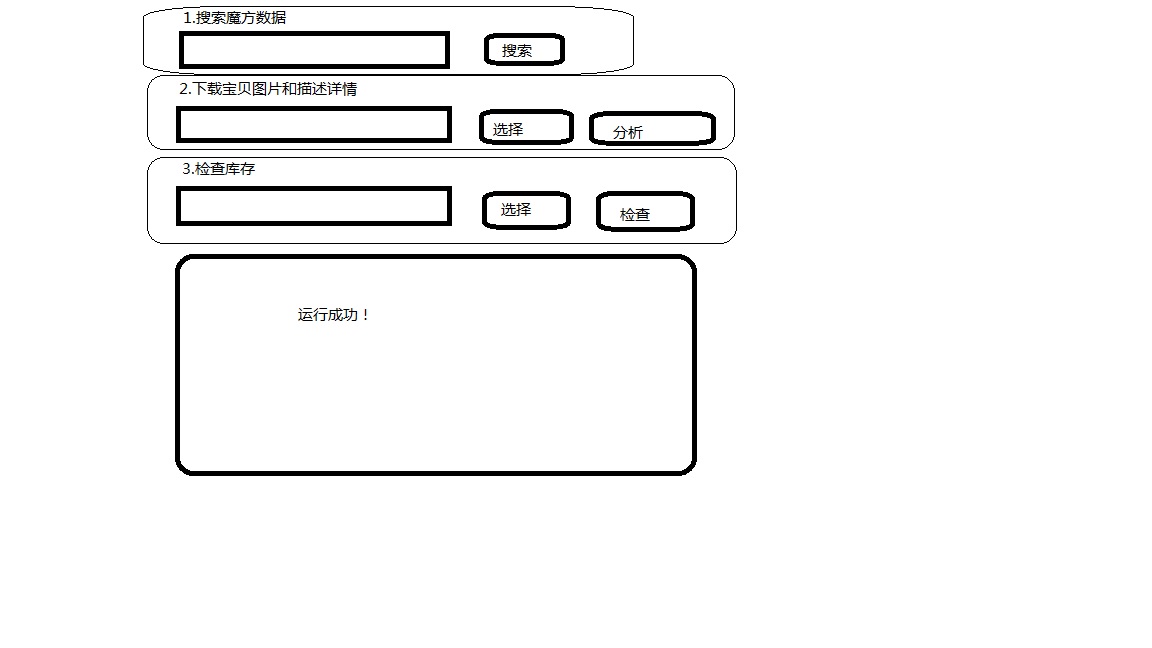 1.搜索魔方数据
搜索
2.下载宝贝图片和描述详情
选择
分析
3.检查库存
选择
检查
运行成功！